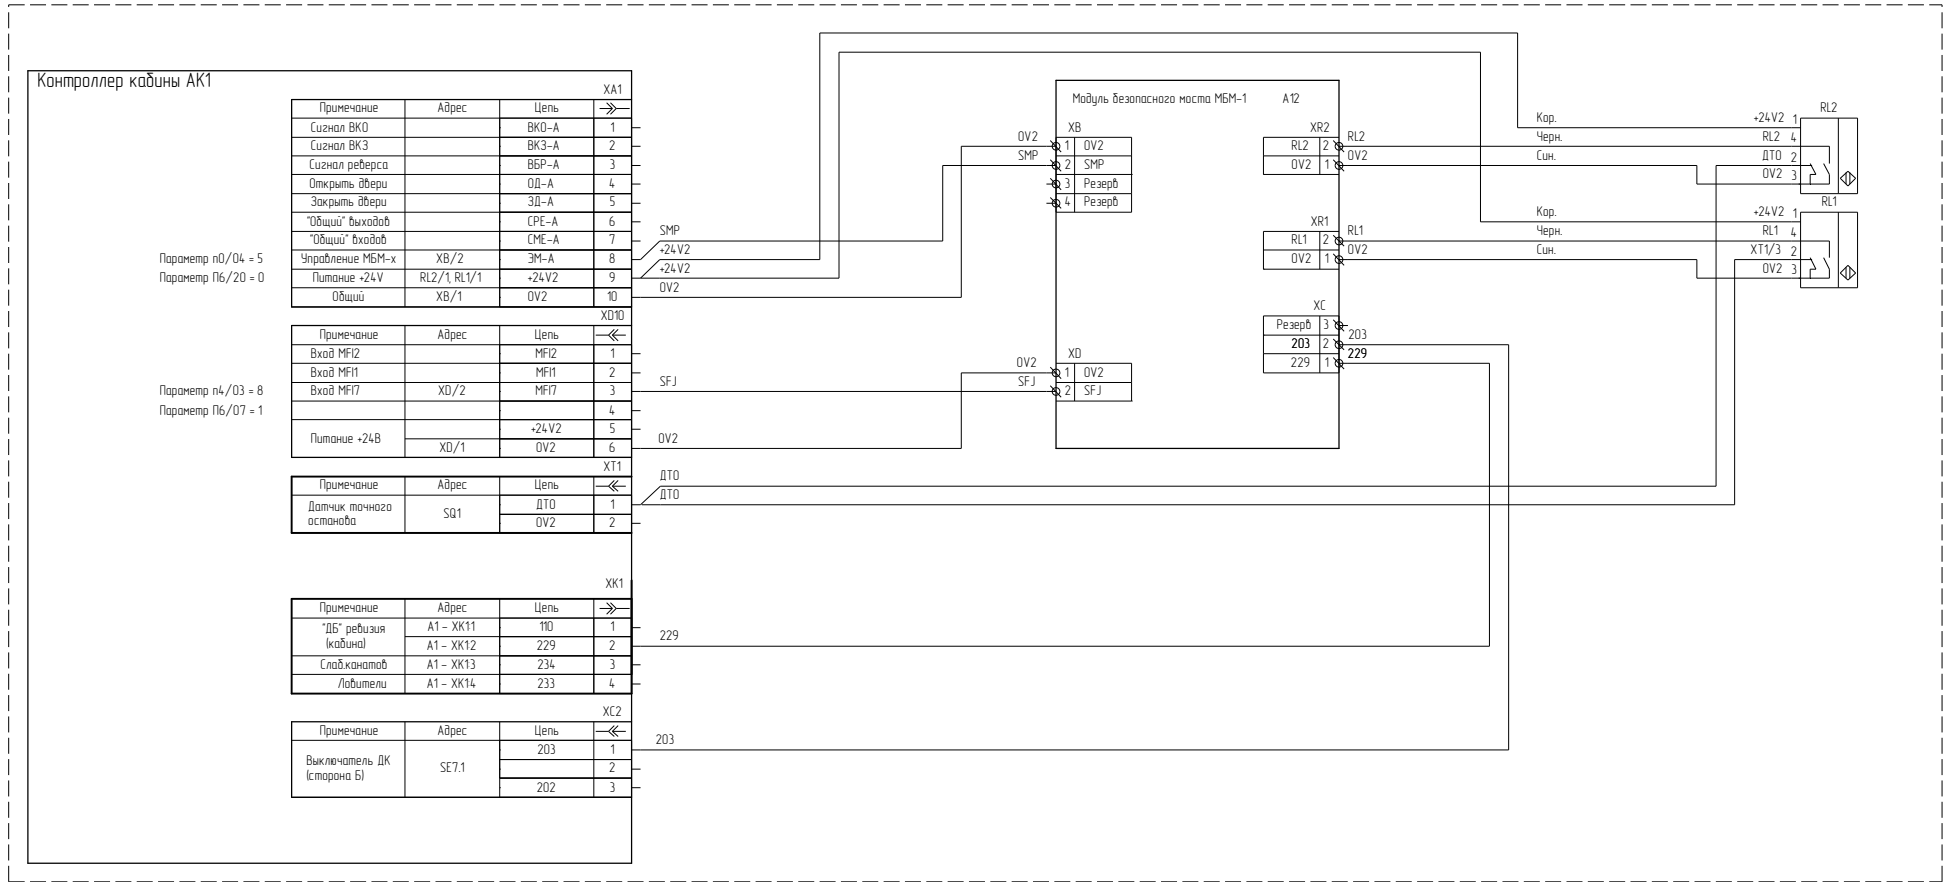 Контроллер кабины АК1
XA1
Примечание Адрес Цепь
Сигнал ВКО ВКО-А 1
Сигнал ВКЗ ВКЗ-А 2
Сигнал реверса ВБР-А 3
Открыть двери ОД-А 4
Закрыть двери ЗД-А 5
"Общий" выходов СРЕ-А 6
"Общий" входов СМЕ-А 7
Параметр п0/04 = 5 Управление МБМ-х XB/2 ЭМ-А 8
Параметр П6/20 = 0 Питание +24V RL2/1, RL1/1 +24V2 9
Общий XB/1 0V2 10
SMP
+24V2
+24V2
0V2
XD10
Примечание Адрес Цепь
Вход MFI2 MFI2 1
Вход MFI1 MFI1 2
Параметр п4/03 = 8 Вход MFI7 XD/2 MFI7 3 SFJ
Параметр П6/07 = 1 4
Питание +24В +24V2 5
XD/1 0V2 6 0V2
XT1
Примечание Адрес Цепь
Датчик точного останова SQ1 ДТО 1
0V2 2
ДТО
ДТО
XK1
Примечание Адрес Цепь
"ДБ" ревизия (кабина) А1 - ХК11 110 1
А1 - ХК12 229 2 229
Слаб.канатов А1 - ХК13 234 3
Ловители А1 - ХК14 233 4
XC2
Примечание Адрес Цепь
Выключатель ДК (сторона Б) SE7.1 203 1 203
2
202 3
Модуль безопасного моста МБМ-1 А12
XB
0V2 1 0V2
SMP 2 SMP
3 Резерв
4 Резерв
XD
0V2 1 0V2
SFJ 2 SFJ
XR2
RL2 2 RL2
0V2 1 0V2
XR1
RL1 2 RL1
0V2 1 0V2
XC
Резерв 3
203 2 203
229 1 229
RL2
Кор. +24V2 1
Черн. RL2 4
Син. ДТО 2
0V2 3
RL1
Кор. +24V2 1
Черн. RL1 4
Син. XT1/3 2
0V2 3